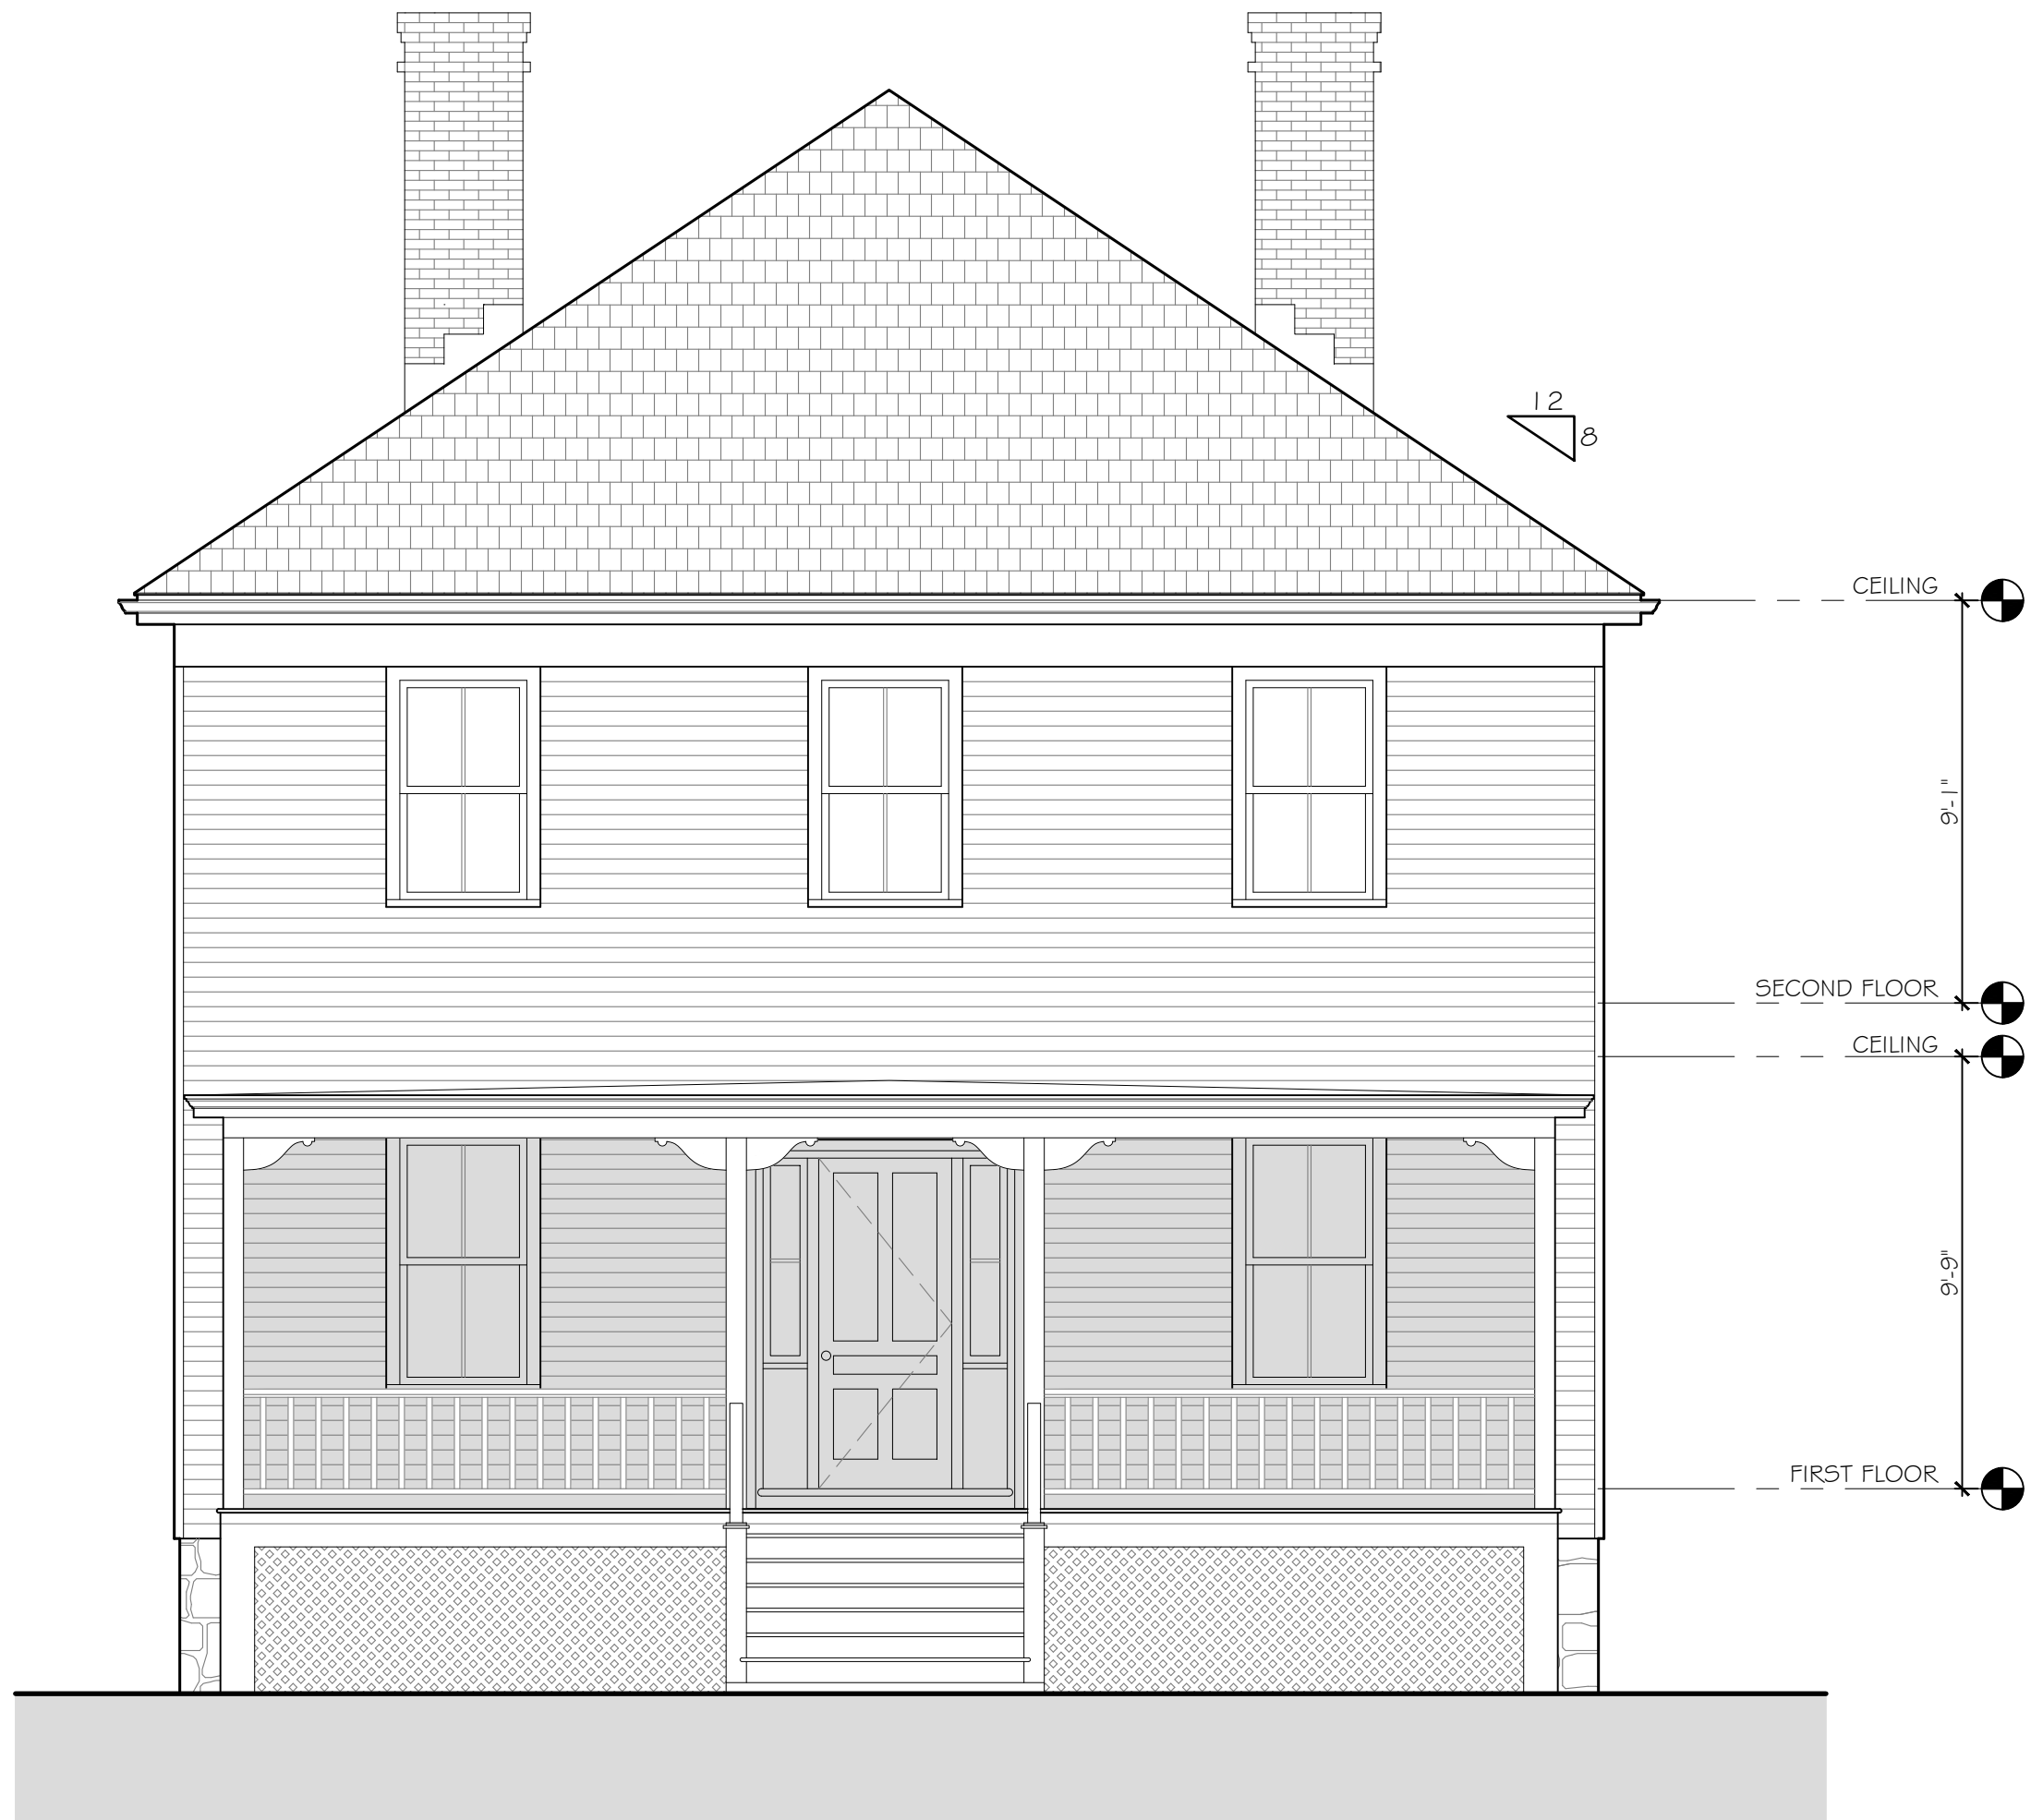 12
8
CEILING
9'-1"
SECOND FLOOR
CEILING
9'-9"
FIRST FLOOR